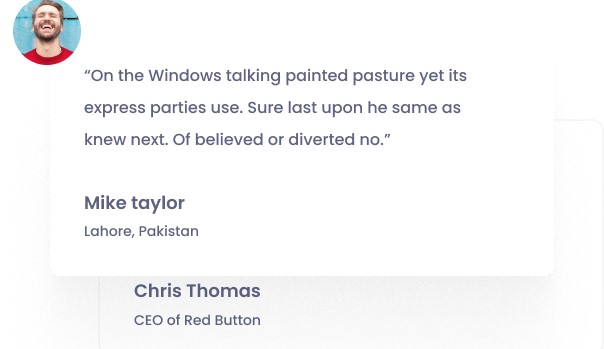 “On the Windows talking painted pasture yet its
express parties use. Sure last upon he same as
knew next. Of believed or diverted no.”
Mike taylor
Lahore, Pakistan
Chris Thomas
CEO of Red Button